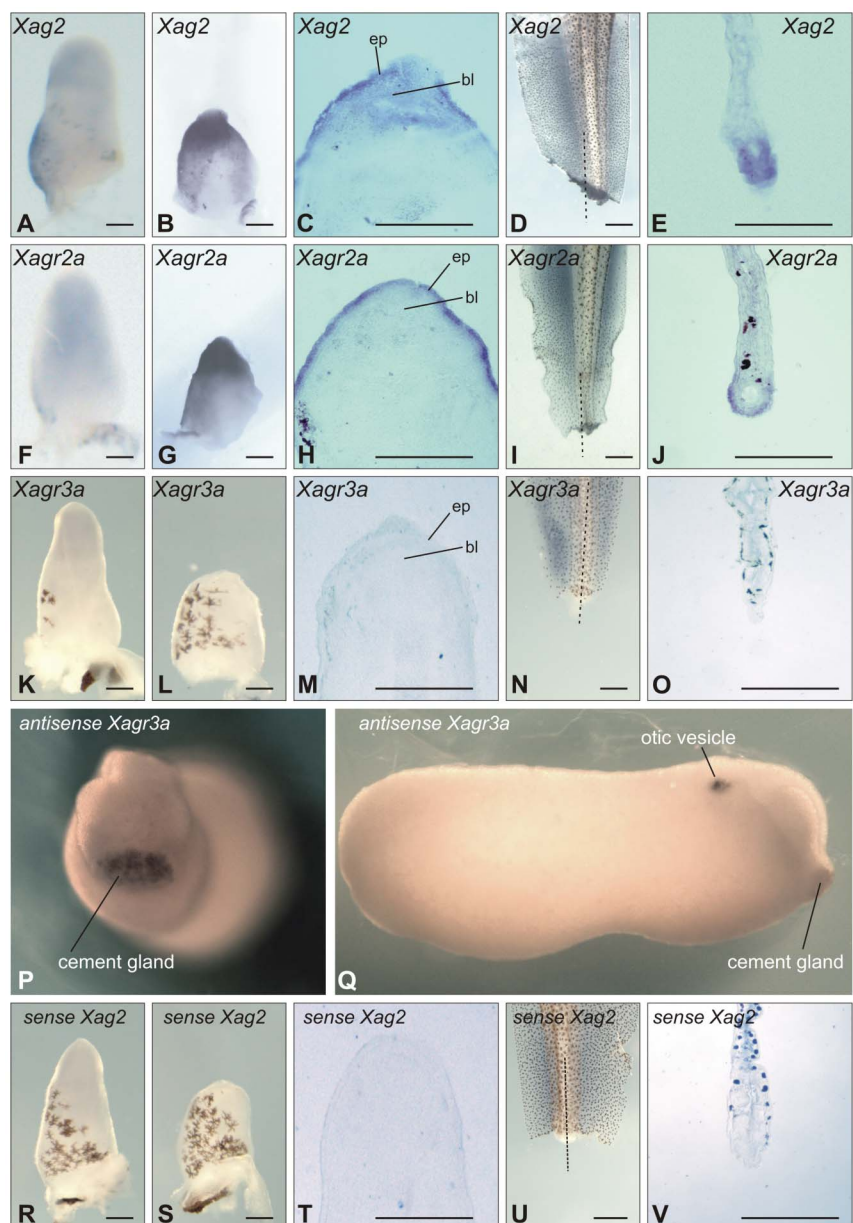 Xag2
Xag2
Xag2
Xag2
Xag2
ep
bl
A
B
C
D
E
Xagr2a
Xagr2a
Xagr2a
Xagr2a
Xagr2a
ep
bl
F
G
H
I
J
Xagr3a
Xagr3a
Xagr3a
Xagr3a
Xagr3a
ep
bl
K
L
M
N
O
antisense Xagr3a
cement gland
P
antisense Xagr3a
otic vesicle
cement gland
Q
sense Xag2
sense Xag2
sense Xag2
sense Xag2
sense Xag2
R
S
T
U
V